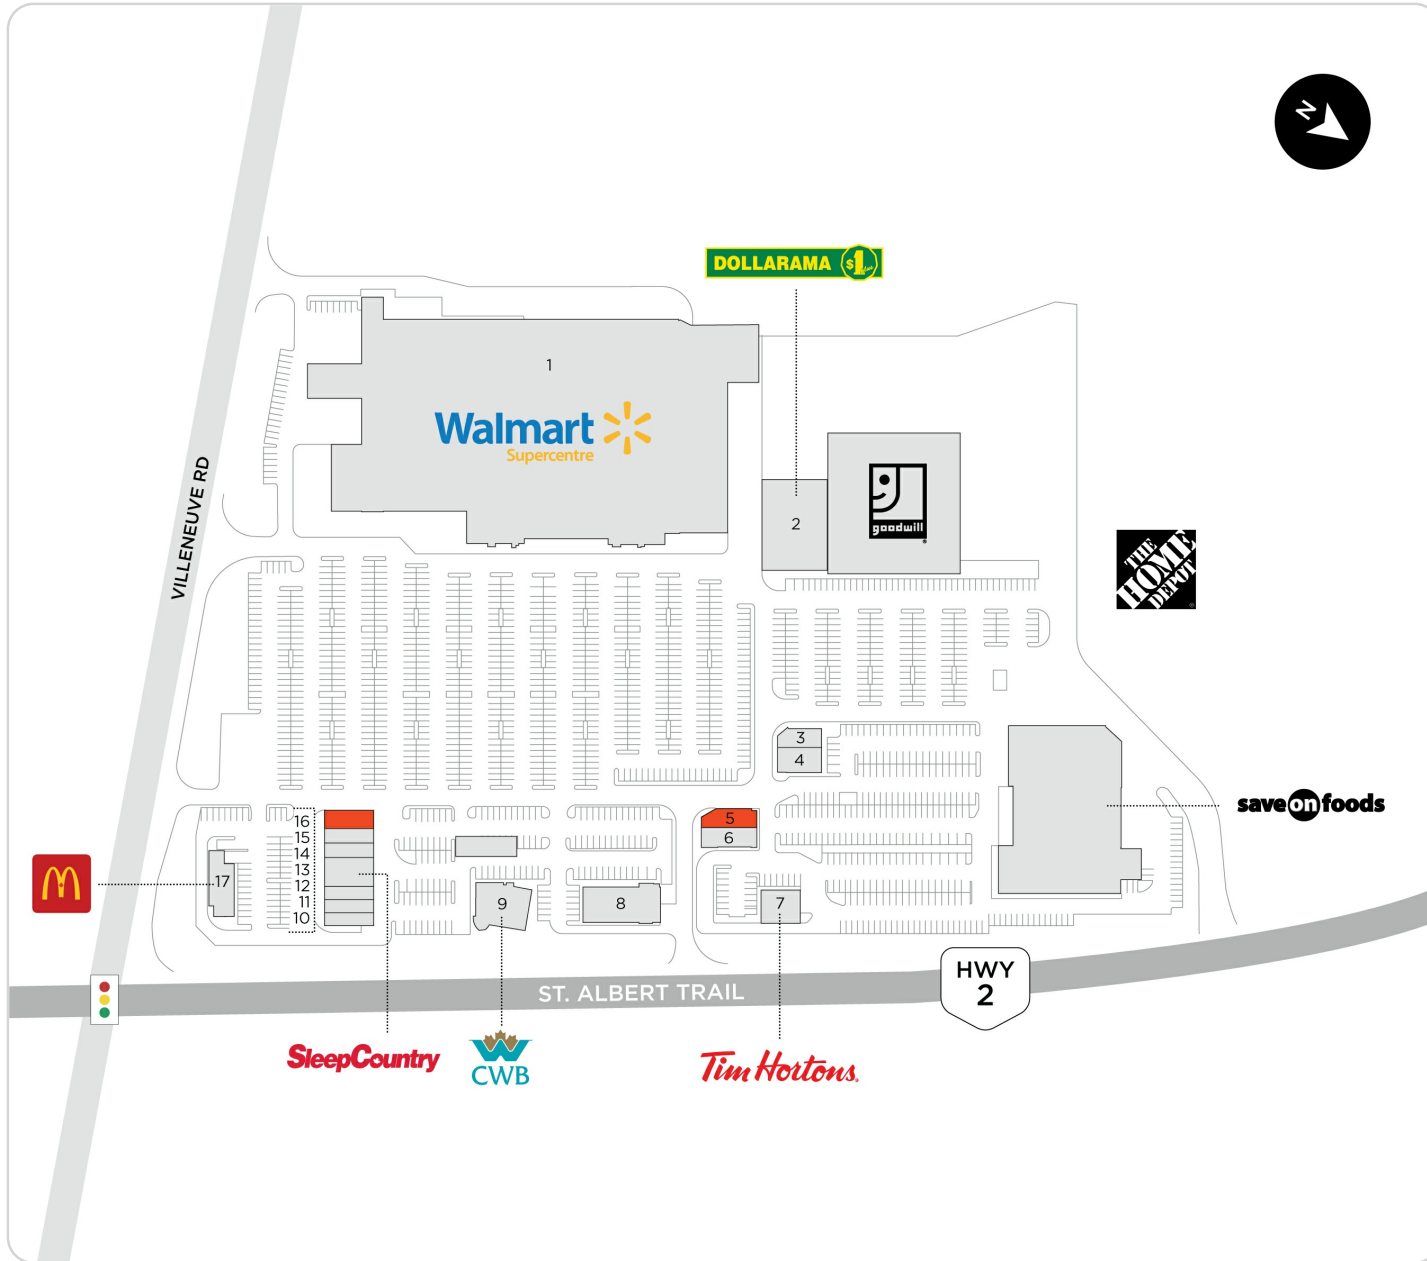 N
DOLLARAMA $1 plus
1
Walmart
Supercentre
VILLENEUVE RD
2
goodwill
®
THE
HOME
DEPOT
®
3
4
saveonfoods
5
6
16
15
14
13
12
11
10
17
9
8
7
HWY
2
ST. ALBERT TRAIL
SleepCountry
CWB
Tim Hortons.